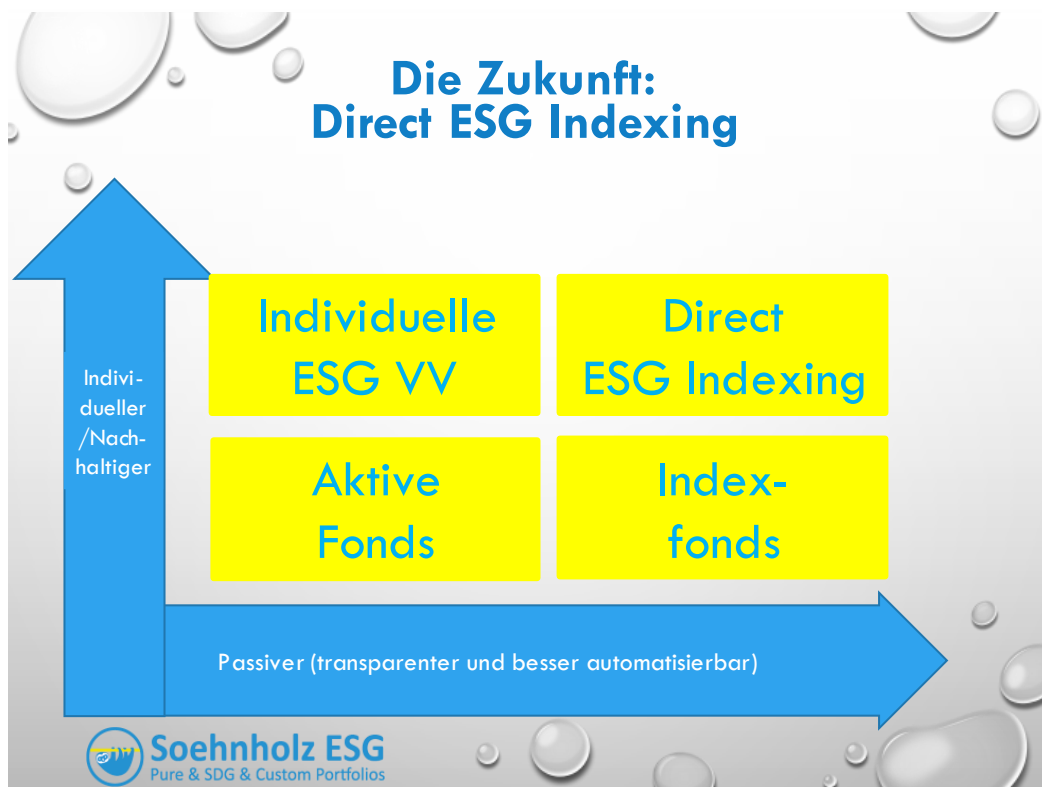 Die Zukunft:
Direct ESG Indexing
Indivi-
dueller
/Nach-
haltiger
Individuelle
ESG VV
Direct
ESG Indexing
Aktive
Fonds
Index-
fonds
Passiver (transparenter und besser automatisierbar)
Soehnholz ESG
Pure & SDG & Custom Portfolios